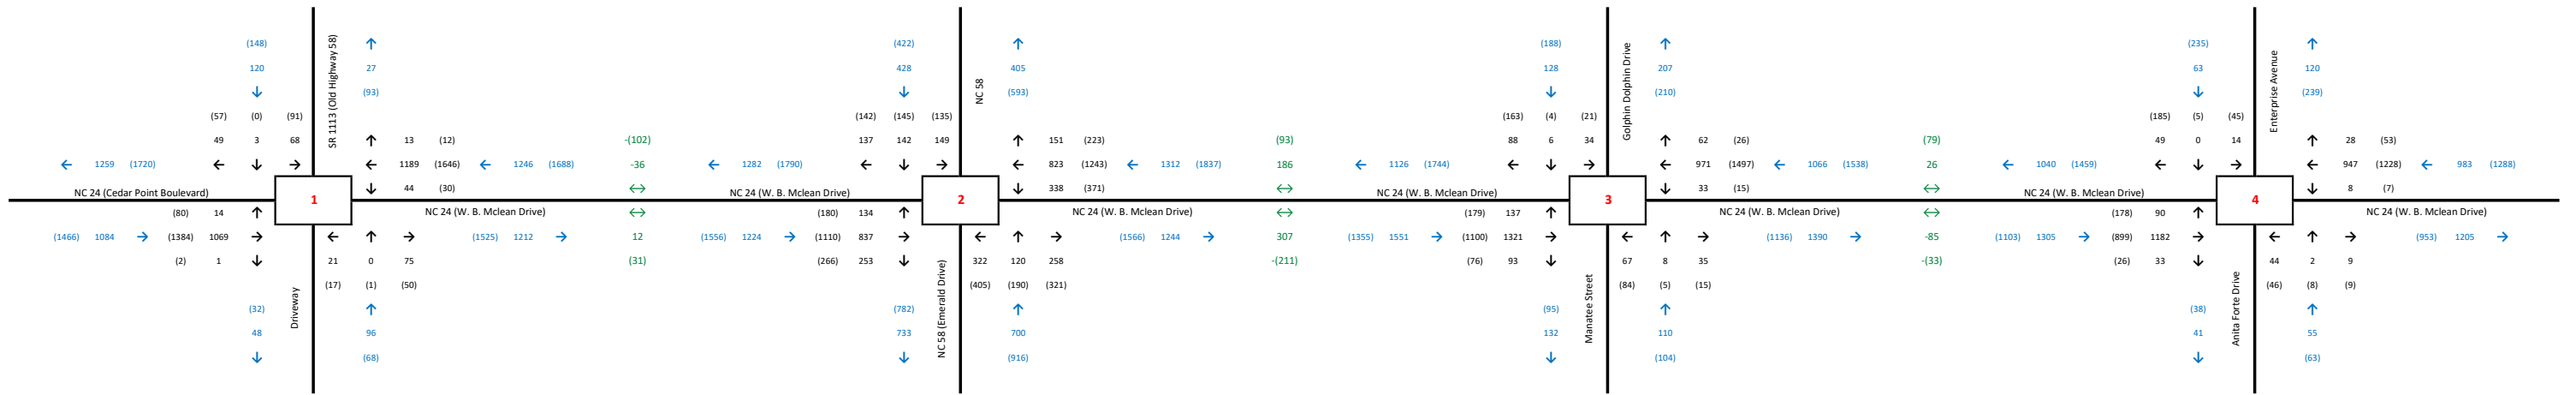 (148) (93) (422) (188) (235)
SR 1113 (Old Highway 58)
NC 58
Golphin Dolphin Drive
Enterprise Avenue
120 27 428 405 128 207 63 120
(93) (593) (210) (239)
(57) (0) (91) (142) (145) (135) (163) (4) (21) (185) (5) (45)
49 3 68 13 (12) -(102) 137 142 149 151 (223) (93) 88 6 34 62 (26) (79) 49 0 14 28 (53)
1259 (1720) 1189 (1646) 1246 (1688) -36 1282 (1790) 823 (1243) 1312 (1837) 186 1126 (1744) 971 (1497) 1066 (1538) 26 1040 (1459) 947 (1228) 983 (1288)
NC 24 (Cedar Point Boulevard) 44 (30) NC 24 (W. B. Mclean Drive) 338 (371) NC 24 (W. B. Mclean Drive) 33 (15) NC 24 (W. B. Mclean Drive) 8 (7)
1 2 3 4
(80) 14 NC 24 (W. B. Mclean Drive) (180) 134 NC 24 (W. B. Mclean Drive) (179) 137 NC 24 (W. B. Mclean Drive) (178) 90 NC 24 (W. B. Mclean Drive)
(1466) 1084 (1384) 1069 (1525) 1212 12 (1556) 1224 (1110) 837 (1566) 1244 307 (1355) 1551 (1100) 1321 (1136) 1390 -85 (1103) 1305 (899) 1182 (953) 1205
(2) 1 21 0 75 (31) (266) 253 322 120 258 -(211) (76) 93 67 8 35 -(33) (26) 33 44 2 9
(17) (1) (50) (405) (190) (321) (84) (5) (15) (46) (8) (9)
Driveway
NC 58 (Emerald Drive)
Manatee Street
Anita Forte Drive
(32) (782) (95) (38)
48 96 733 700 132 110 41 55
(68) (916) (104) (63)